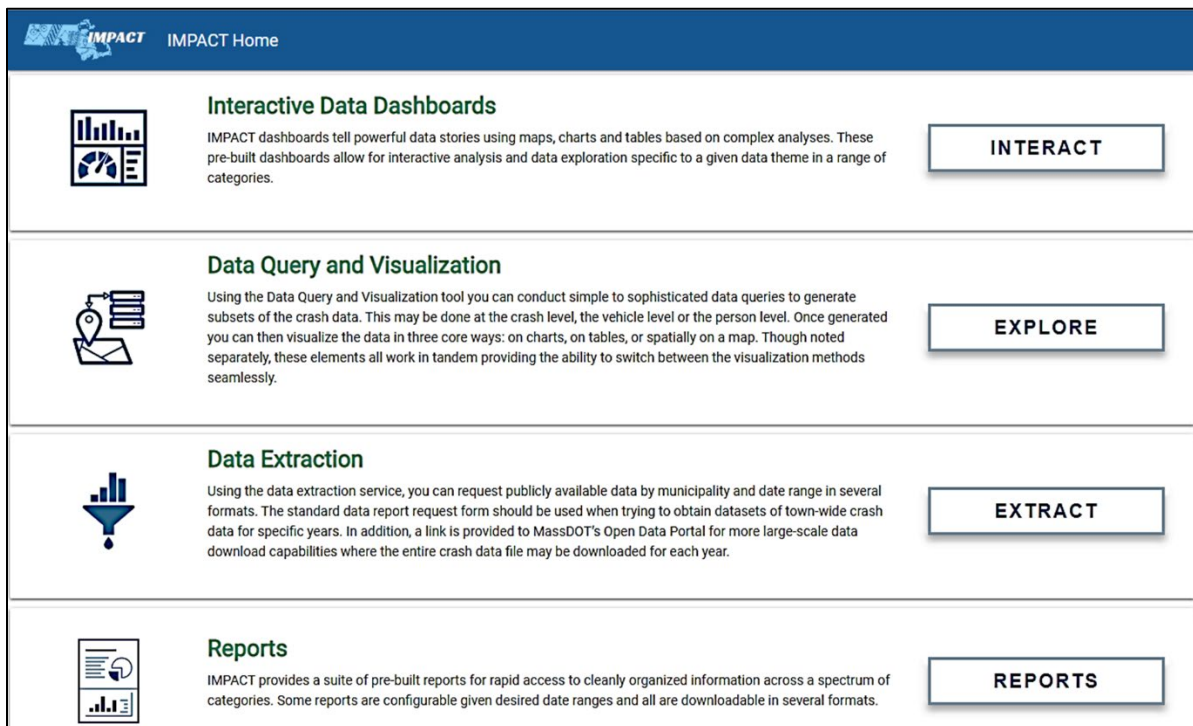 IMPACT IMPACT Home
Interactive Data Dashboards
IMPACT dashboards tell powerful data stories using maps, charts and tables based on complex analyses. These
pre-built dashboards allow for interactive analysis and data exploration specific to a given data theme in a range of
categories.
INTERACT
Data Query and Visualization
Using the Data Query and Visualization tool you can conduct simple to sophisticated data queries to generate
subsets of the crash data. This may be done at the crash level, the vehicle level or the person level. Once generated
you can then visualize the data in three core ways: on charts, on tables, or spatially on a map. Though noted
separately, these elements all work in tandem providing the ability to switch between the visualization methods
seamlessly.
EXPLORE
Data Extraction
Using the data extraction service, you can request publicly available data by municipality and date range in several
formats. The standard data report request form should be used when trying to obtain datasets of town-wide crash
data for specific years. In addition, a link is provided to MassDOT's Open Data Portal for more large-scale data
download capabilities where the entire crash data file may be downloaded for each year.
EXTRACT
Reports
IMPACT provides a suite of pre-built reports for rapid access to cleanly organized information across a spectrum of
categories. Some reports are configurable given desired date ranges and all are downloadable in several formats.
REPORTS